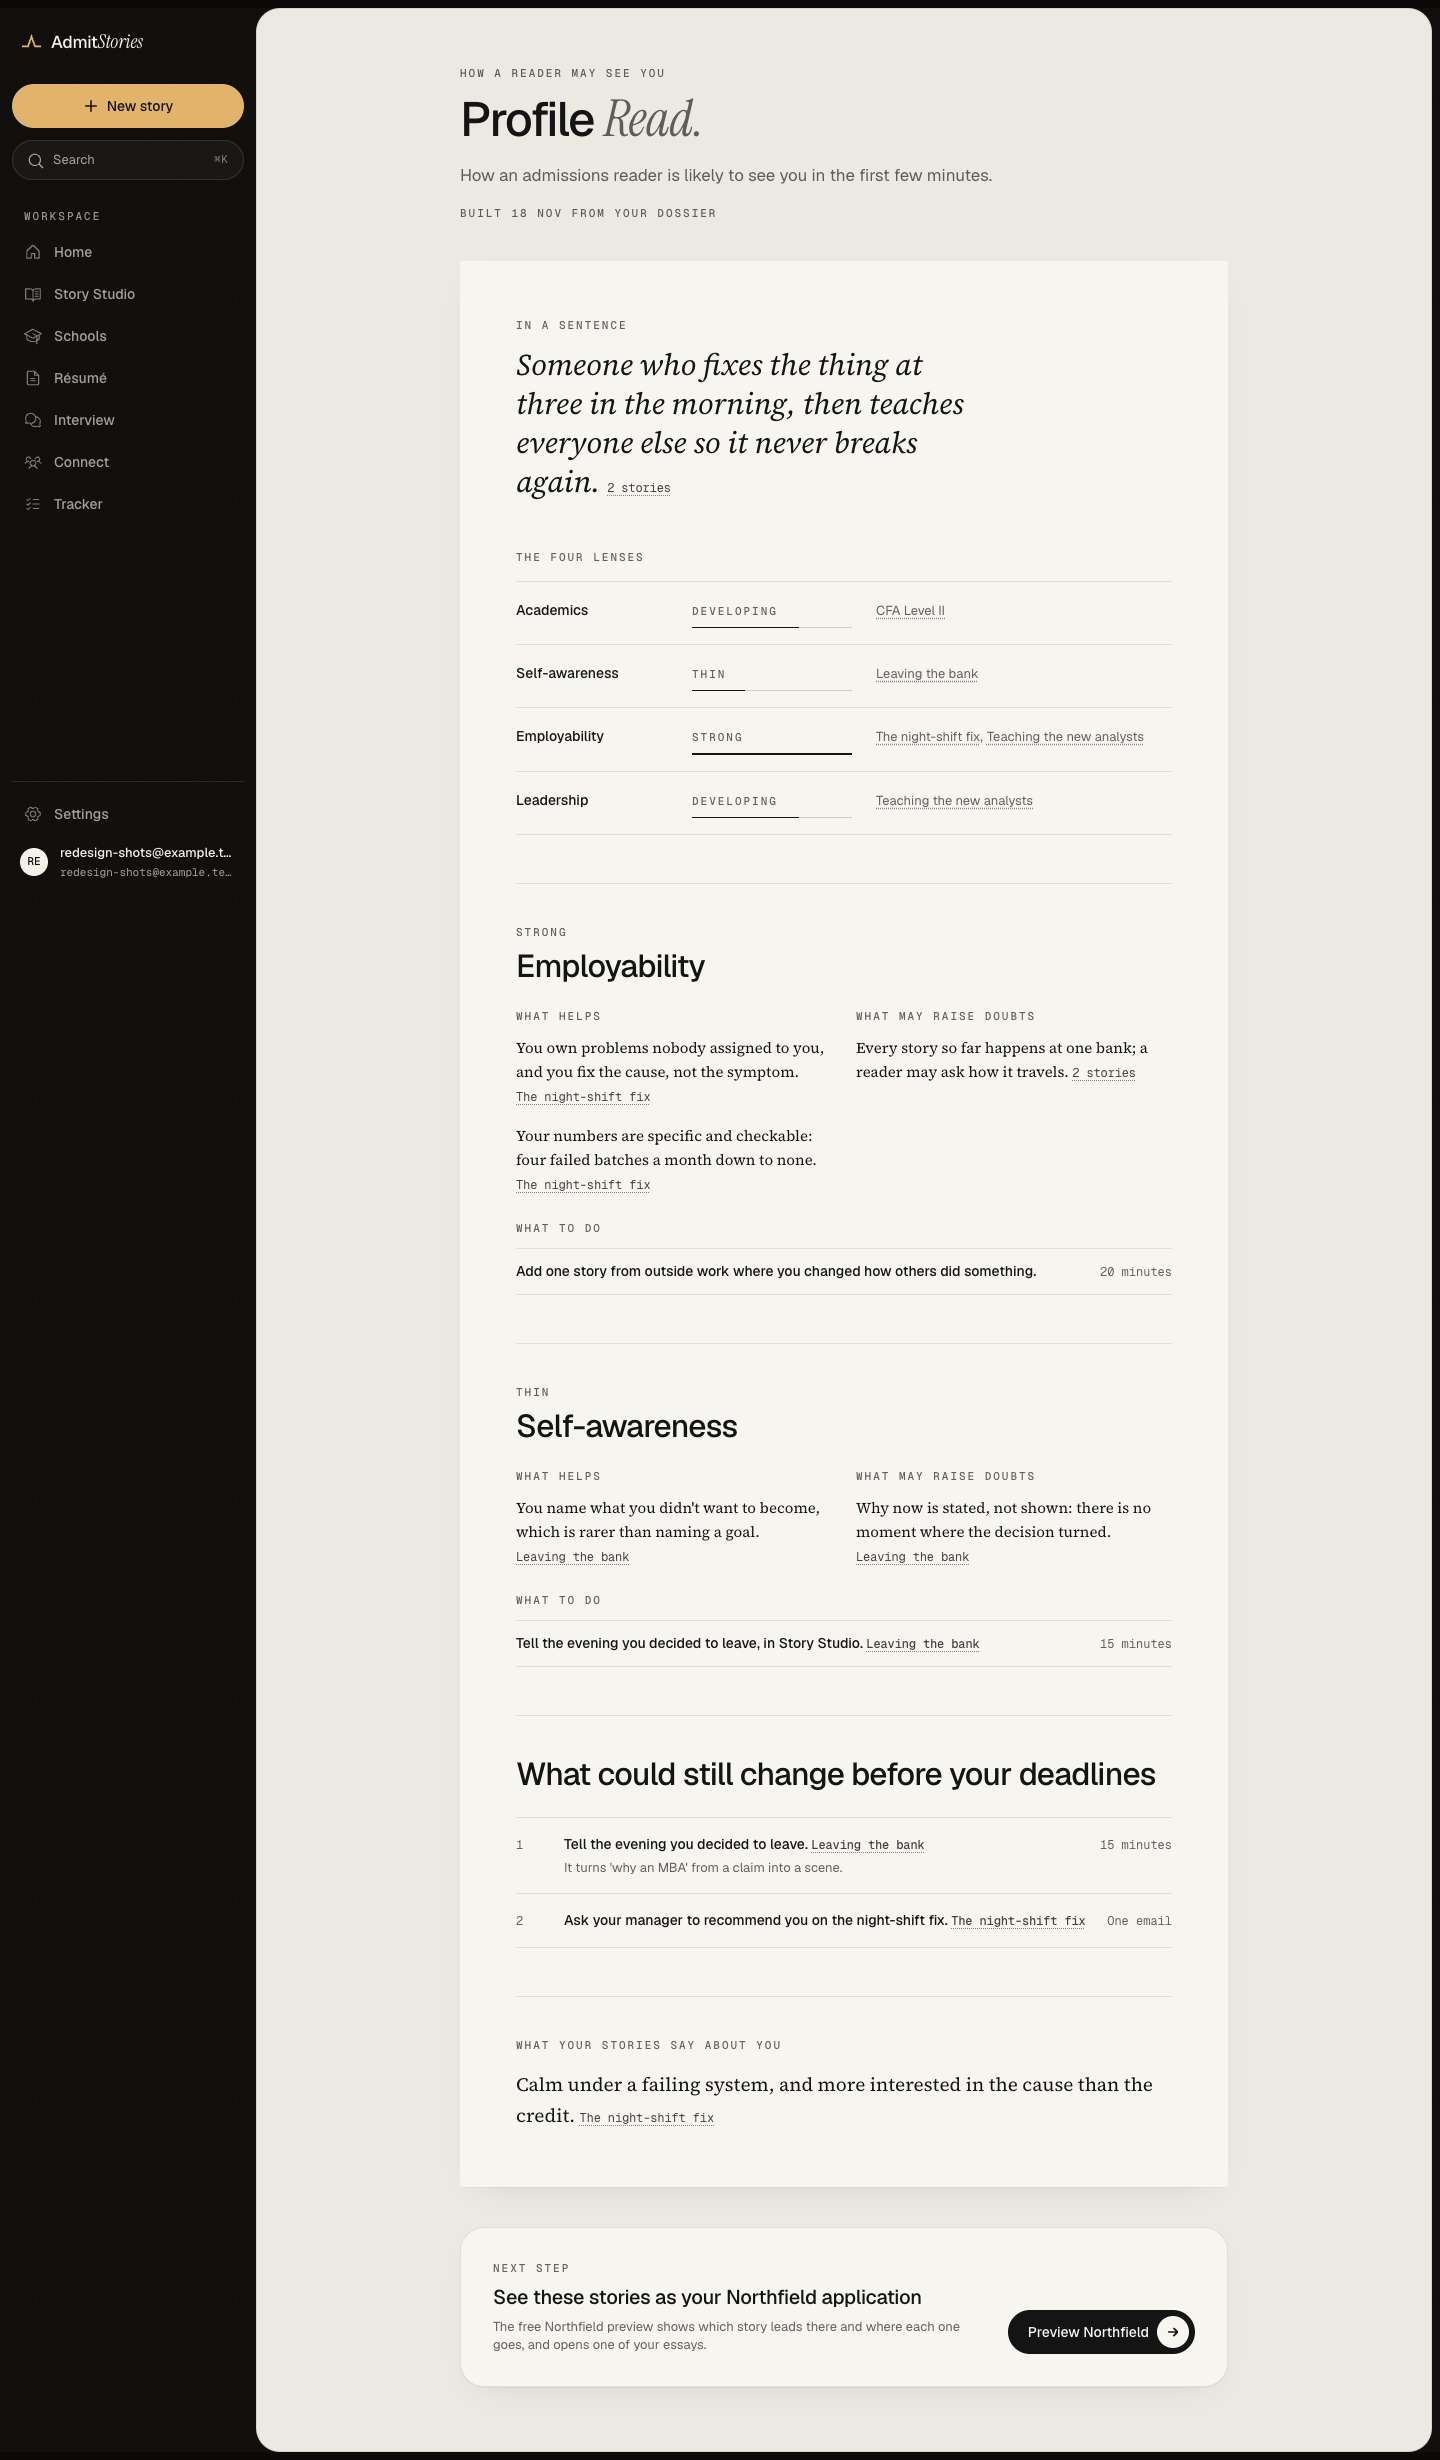 AdmitStories
New story
Search ⌘K
WORKSPACE
Home
Story Studio
Schools
Résumé
Interview
Connect
Tracker
Settings
RE
redesign-shots@example.t…
redesign-shots@example.te…
HOW A READER MAY SEE YOU
Profile Read.
How an admissions reader is likely to see you in the first few minutes.
BUILT 18 NOV FROM YOUR DOSSIER
IN A SENTENCE
Someone who fixes the thing at
three in the morning, then teaches
everyone else so it never breaks
again. 2 stories
THE FOUR LENSES
Academics DEVELOPING CFA Level II
Self-awareness THIN Leaving the bank
Employability STRONG The night-shift fix, Teaching the new analysts
Leadership DEVELOPING Teaching the new analysts
STRONG
Employability
WHAT HELPS
You own problems nobody assigned to you,
and you fix the cause, not the symptom.
The night-shift fix
Your numbers are specific and checkable:
four failed batches a month down to none.
The night-shift fix
WHAT MAY RAISE DOUBTS
Every story so far happens at one bank; a
reader may ask how it travels. 2 stories
WHAT TO DO
Add one story from outside work where you changed how others did something. 20 minutes
THIN
Self-awareness
WHAT HELPS
You name what you didn't want to become,
which is rarer than naming a goal.
Leaving the bank
WHAT MAY RAISE DOUBTS
Why now is stated, not shown: there is no
moment where the decision turned.
Leaving the bank
WHAT TO DO
Tell the evening you decided to leave, in Story Studio. Leaving the bank 15 minutes
What could still change before your deadlines
1 Tell the evening you decided to leave. Leaving the bank 15 minutes
It turns 'why an MBA' from a claim into a scene.
2 Ask your manager to recommend you on the night-shift fix. The night-shift fix One email
WHAT YOUR STORIES SAY ABOUT YOU
Calm under a failing system, and more interested in the cause than the
credit. The night-shift fix
NEXT STEP
See these stories as your Northfield application
The free Northfield preview shows which story leads there and where each one
goes, and opens one of your essays.
Preview Northfield